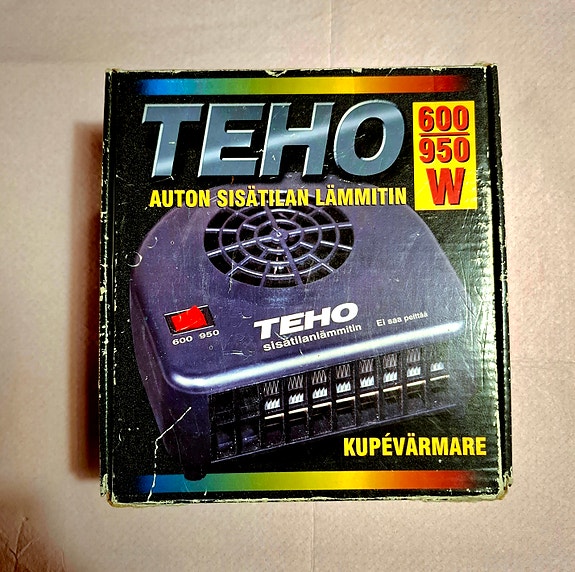 TEHO
600
950
W
AUTON SISÄTILAN LÄMMITIN
600 950
TEHO
sisätilanlämmitin
Ei saa peittää
KUPÉVÄRMARE